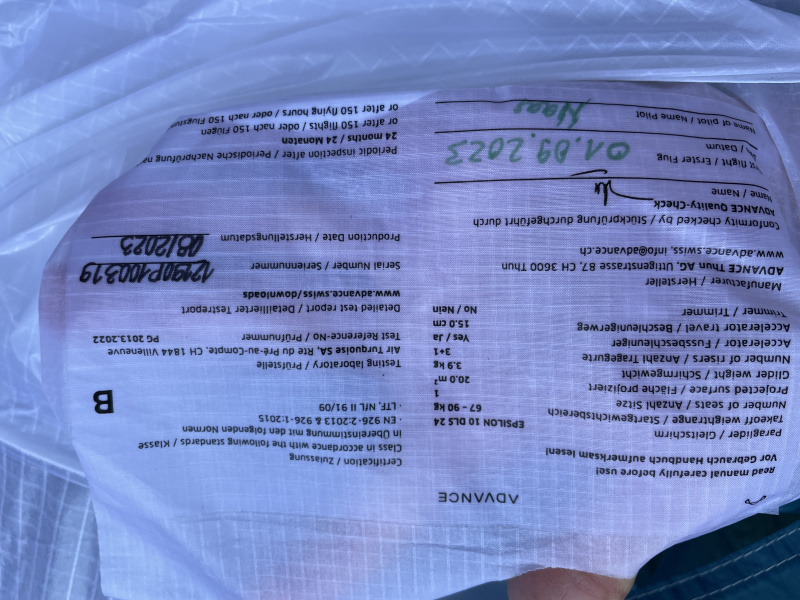 ADVANCE
Read manual carefully before use!
Vor Gebrauch Handbuch aufmerksam lesen!
Paraglider / Gleitschirm EPSILON 10 DLS 24
Takeoff weightrange / Startgewichtsbereich 67 – 90 kg
Number of seats / Anzahl Sitze 1
Projected surface / Fläche projiziert 20.0 m²
Glider weight / Schirmgewicht 3.9 kg
Number of risers / Anzahl Tragegurte 3+1
Accelerator / Fussbeschleuniger Yes / Ja
Accelerator travel / Beschleunigerweg 15.0 cm
Trimmer / Trimmer No / Nein
Manufacturer / Hersteller
ADVANCE Thun AG, Uttigenstrasse 87, CH 3600 Thun
www.advance.swiss, info@advance.ch
Conformity checked by / Stückprüfung durchgeführt durch
ADVANCE Quality-Check
Name / Name
flight / Erster Flug
Datum 01.09.2023
Name of pilot / Name Pilot
Certification / Zulassung
Class in accordance with the following standards / Klasse
in Übereinstimmung mit den folgenden Normen
· EN 926-2:2013 & 926-1:2015
· LTF, NFL II 91/09
B
Testing laboratory / Prüfstelle
Air Turquoise SA, Rte du Pré-au-Compte, CH 1844 Villeneuve
Test Reference-No / Prüfnummer PG 2013.2022
Detailed test report / Detaillierter Testreport
www.advance.swiss/downloads
Serial Number / Seriennummer 12190P100319
Production Date / Herstellungsdatum 08/2023
Periodic inspection after / Periodische Nachprüfung
24 months / 24 Monaten
or after 150 flights / oder nach 150 Flügen
or after 150 flying hours / oder nach 150